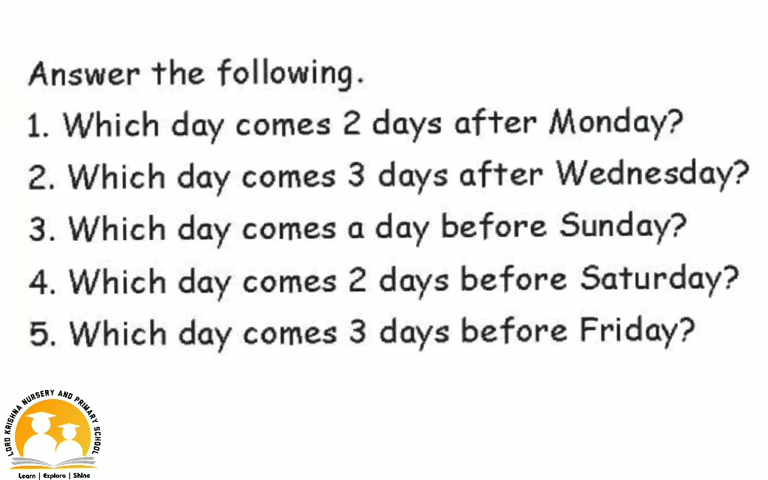 Answer the following.
1. Which day comes 2 days after Monday?
2. Which day comes 3 days after Wednesday?
3. Which day comes a day before Sunday?
4. Which day comes 2 days before Saturday?
5. Which day comes 3 days before Friday?
LORD KRISHNA NURSERY AND PRIMARY SCHOOL
Learn | Explore | Shine